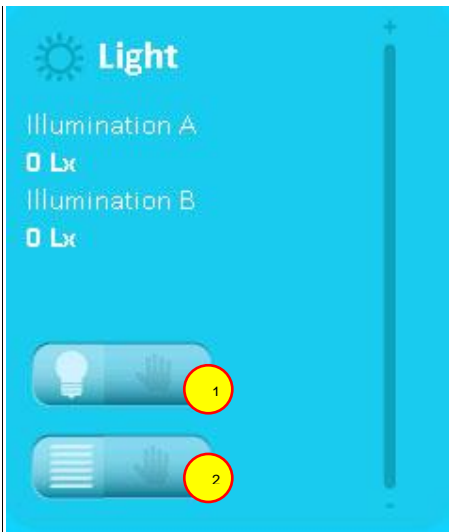 +
Light
Illumination A
0 Lx
Illumination B
0 Lx
1
2
-